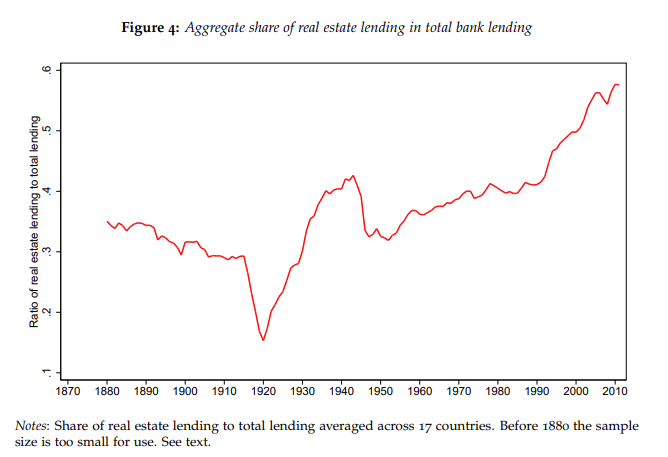 Figure 4: Aggregate share of real estate lending in total bank lending
Ratio of real estate lending to total lending
.6
.5
.4
.3
.2
.1
1870 1880 1890 1900 1910 1920 1930 1940 1950 1960 1970 1980 1990 2000 2010
Notes: Share of real estate lending to total lending averaged across 17 countries. Before 1880 the sample
size is too small for use. See text.